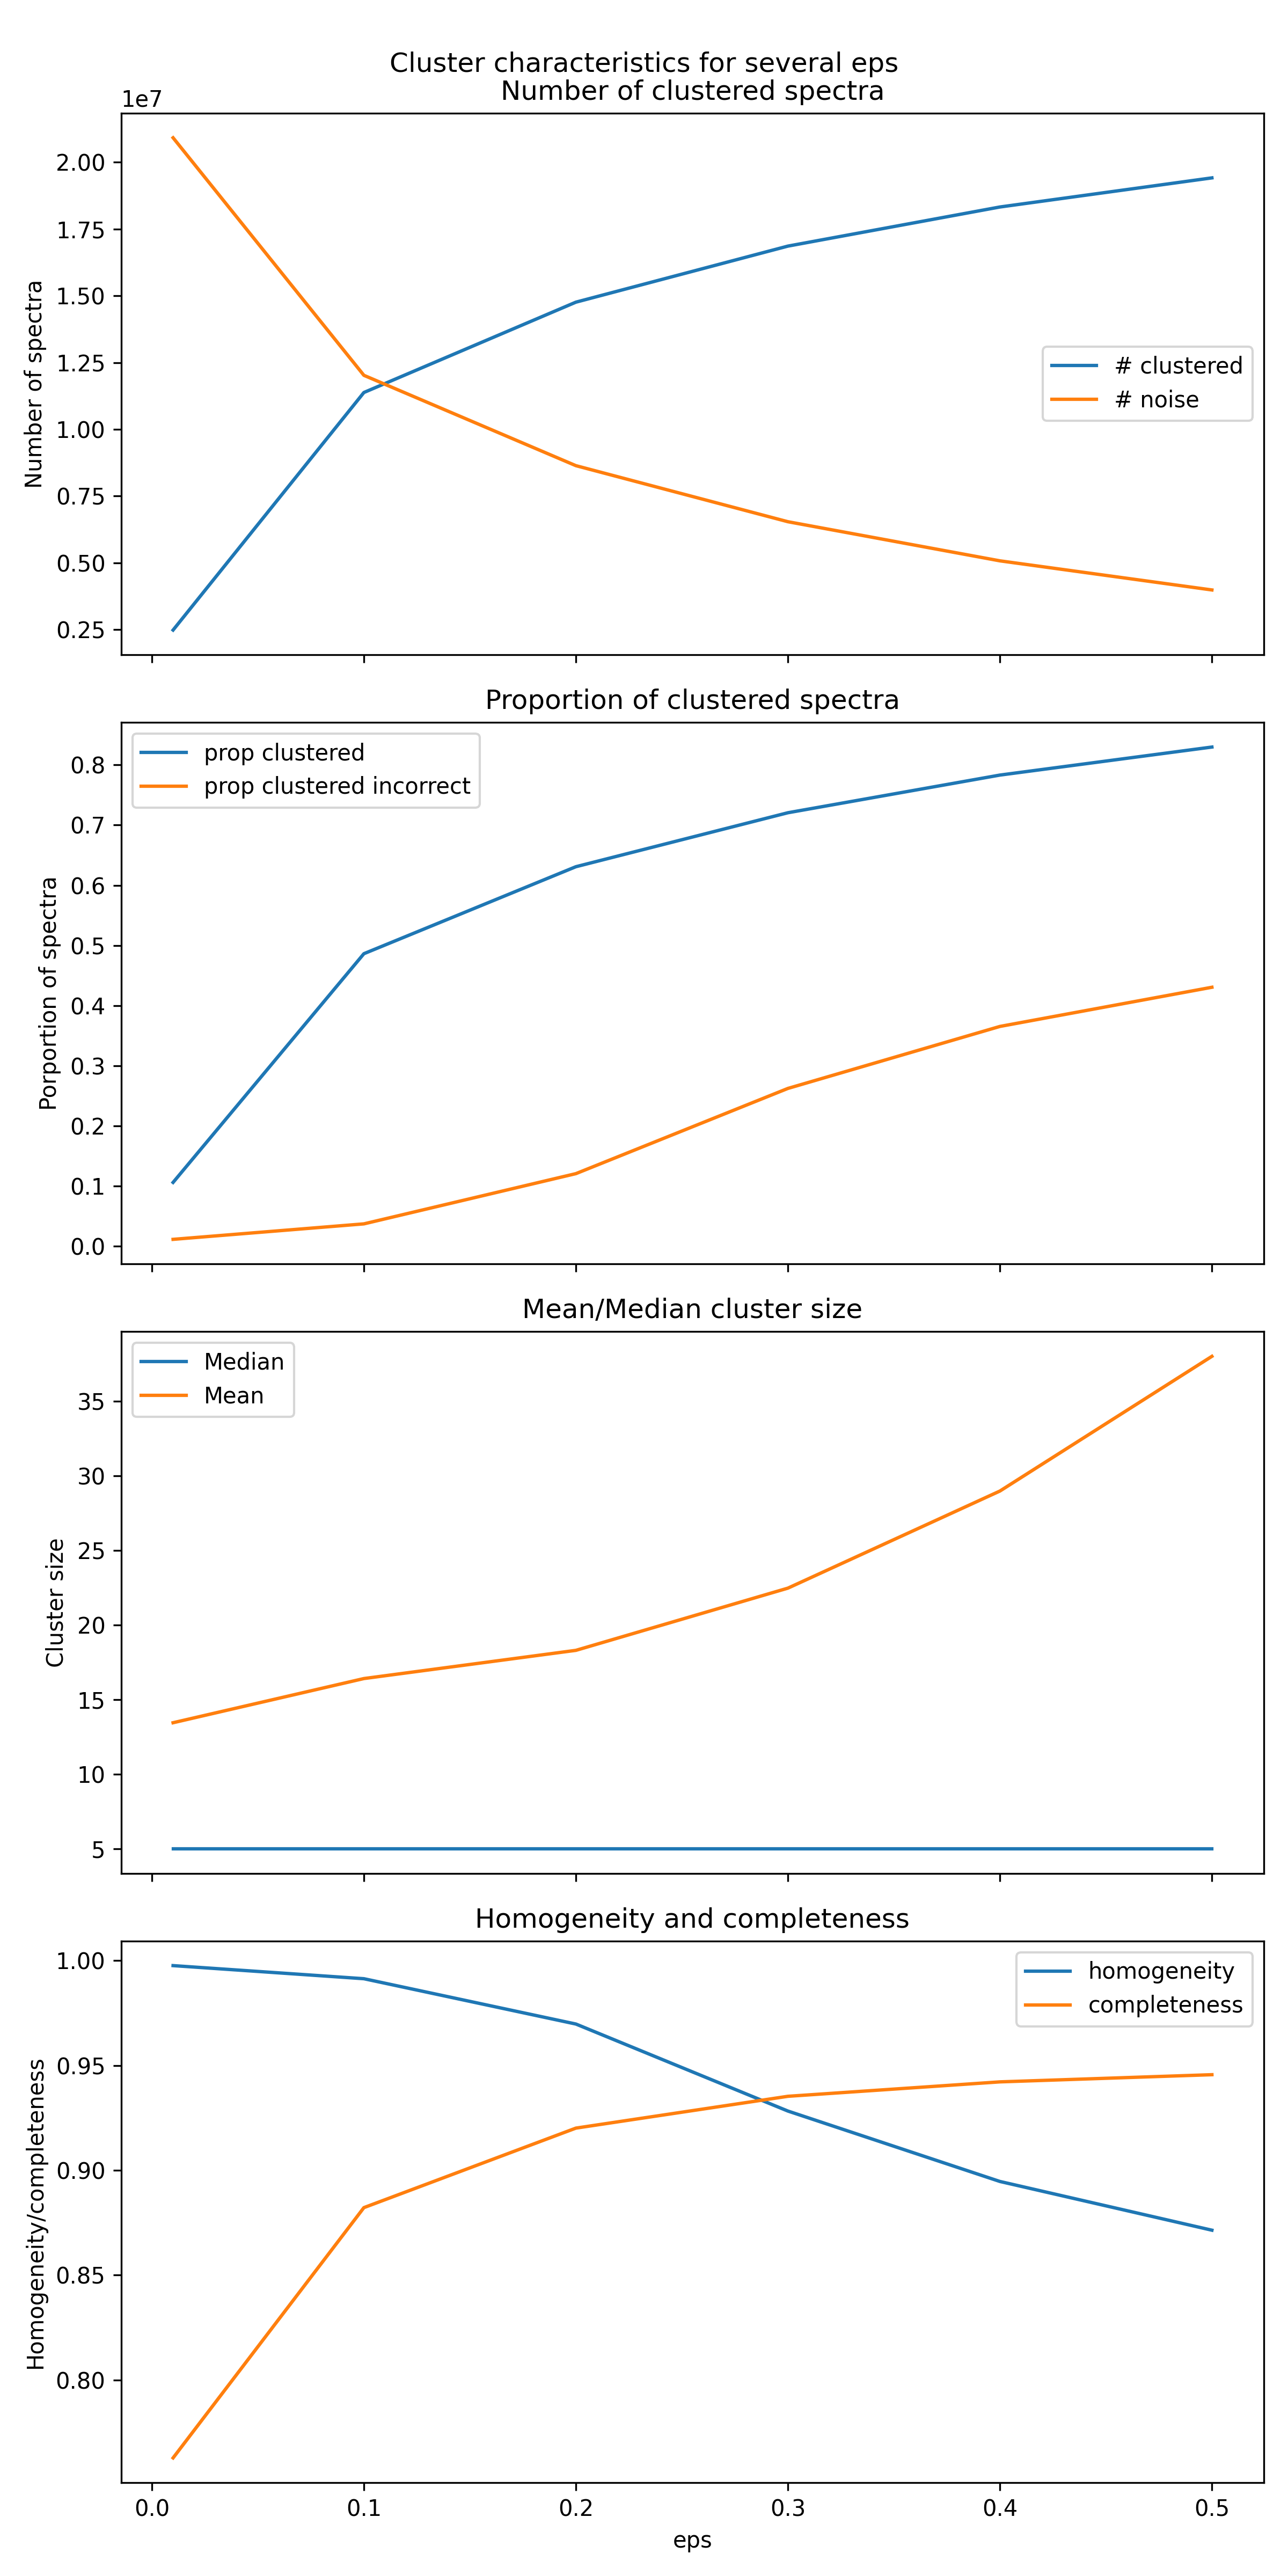 Cluster characteristics for several eps
Number of clustered spectra
1e7
2.00
1.75
1.50
1.25
1.00
0.75
0.50
0.25
Number of spectra
# clustered
# noise
Proportion of clustered spectra
prop clustered
prop clustered incorrect
0.8
0.7
0.6
0.5
0.4
0.3
0.2
0.1
0.0
Porportion of spectra
Mean/Median cluster size
Median
Mean
35
30
25
20
15
10
5
Cluster size
Homogeneity and completeness
homogeneity
completeness
1.00
0.95
0.90
0.85
0.80
Homogeneity/completeness
0.0 0.1 0.2 0.3 0.4 0.5
eps